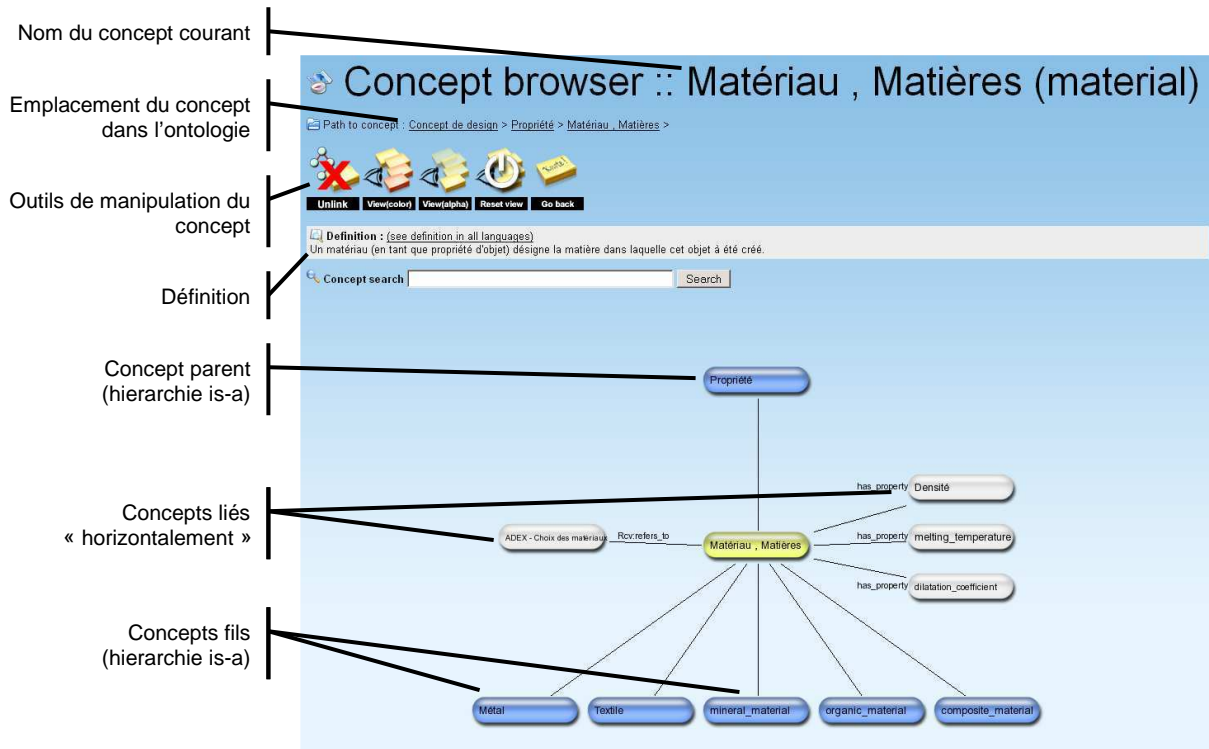 Nom du concept courant
Concept browser :: Matériau , Matières (material)
Emplacement du concept
dans l'ontologie
Path to concept : Concept de design > Propriété > Matériau , Matières >
Outils de manipulation du
concept
Unlink View(color) View(alpha) Reset view Go back
Definition : (see definition in all languages)
Un matériau (en tant que propriété d'objet) désigne la matière dans laquelle cet objet à été créé.
Définition
Concept search Search
Concept parent
(hierarchie is-a)
Propriété
Concepts liés
« horizontalement »
has_property Densité
ADEX - Choix des matériaux Rcv:refers_to Matériau , Matières has_property melting_temperature
has_property dilatation_coefficient
Concepts fils
(hierarchie is-a)
Métal Textile mineral_material organic_material composite_material